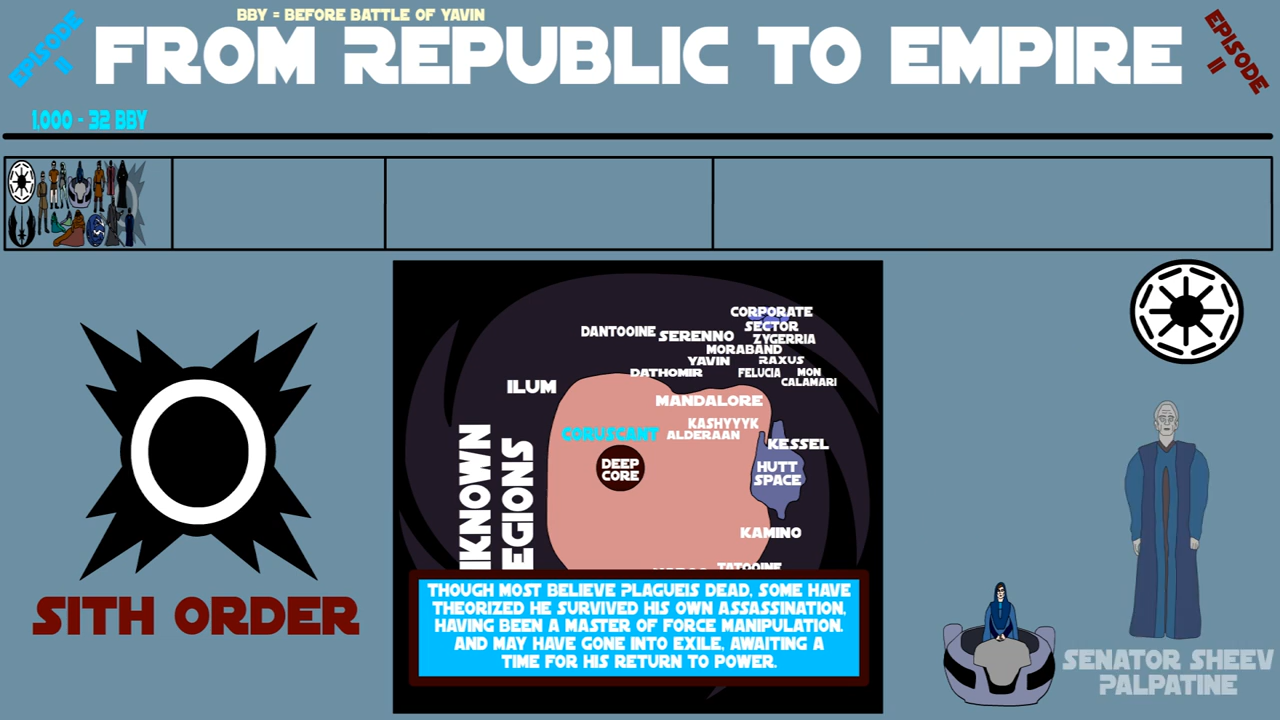 BBY = BEFORE BATTLE OF YAVIN
EPISODE
II
FROM REPUBLIC TO EMPIRE
EPISODE
II
1,000 - 32 BBY
CORPORATE
SECTOR
DANTOOINE
SERENNO
ZYGERRIA
MORABAND
YAVIN
RAXUS
DATHOMIR
FELUCIA
MON
CALAMARI
ILUM
MANDALORE
KASHYYYK
CORUSCANT
ALDERAAN
KESSEL
DEEP
CORE
HUTT
SPACE
KAMINO
TATOOINE
SITH ORDER
THOUGH MOST BELIEVE PLAGUEIS DEAD, SOME HAVE
THEORIZED HE SURVIVED HIS OWN ASSASSINATION,
HAVING BEEN A MASTER OF FORCE MANIPULATION.
AND MAY HAVE GONE INTO EXILE, AWAITING A
TIME FOR HIS RETURN TO POWER.
SENATOR SHEEV
PALPATINE